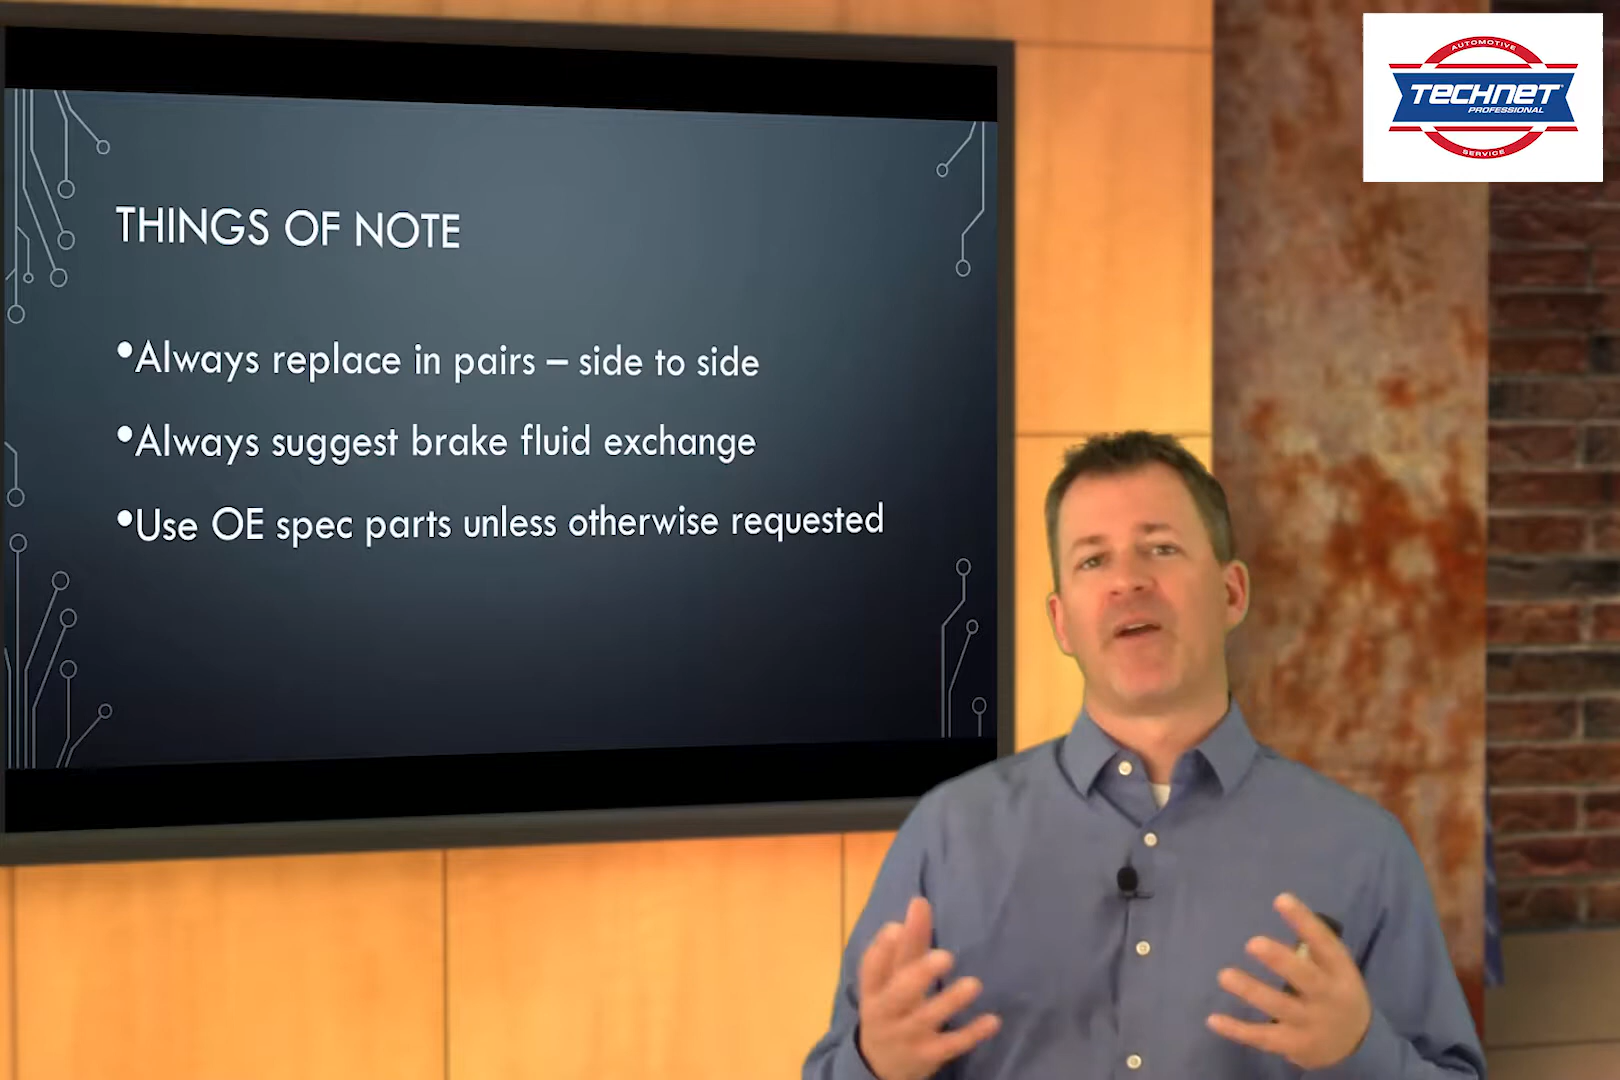 AUTOMOTIVE
TECHNET
PROFESSIONAL
SERVICE
THINGS OF NOTE
•Always replace in pairs – side to side
•Always suggest brake fluid exchange
•Use OE spec parts unless otherwise requested